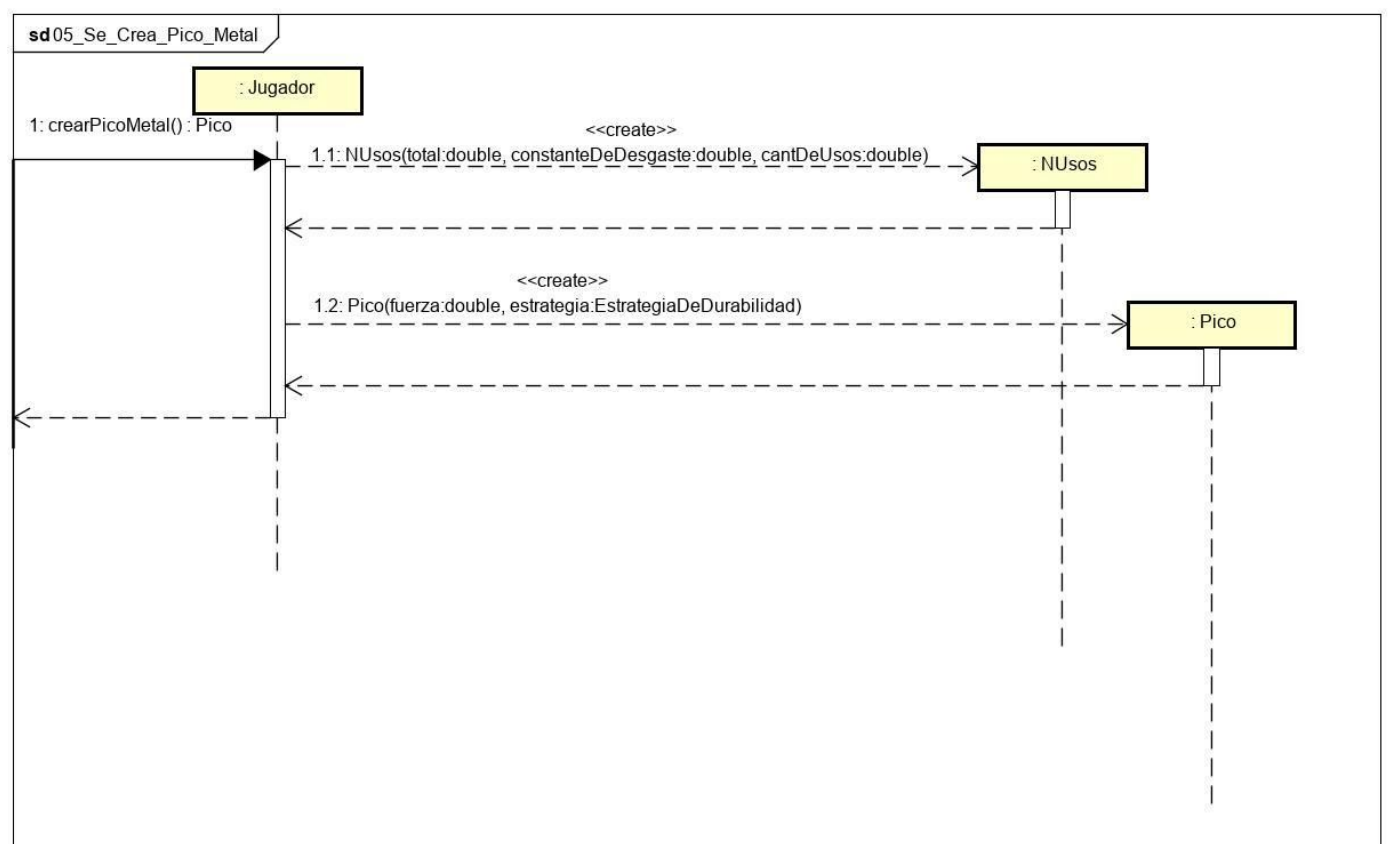 sd 05_Se_Crea_Pico_Metal
: Jugador
1: crearPicoMetal() : Pico
<<create>>
1.1: NUsos(total:double, constanteDeDesgaste:double, cantDeUsos:double)
: NUsos
<<create>>
1.2: Pico(fuerza:double, estrategia:EstrategiaDeDurabilidad)
: Pico